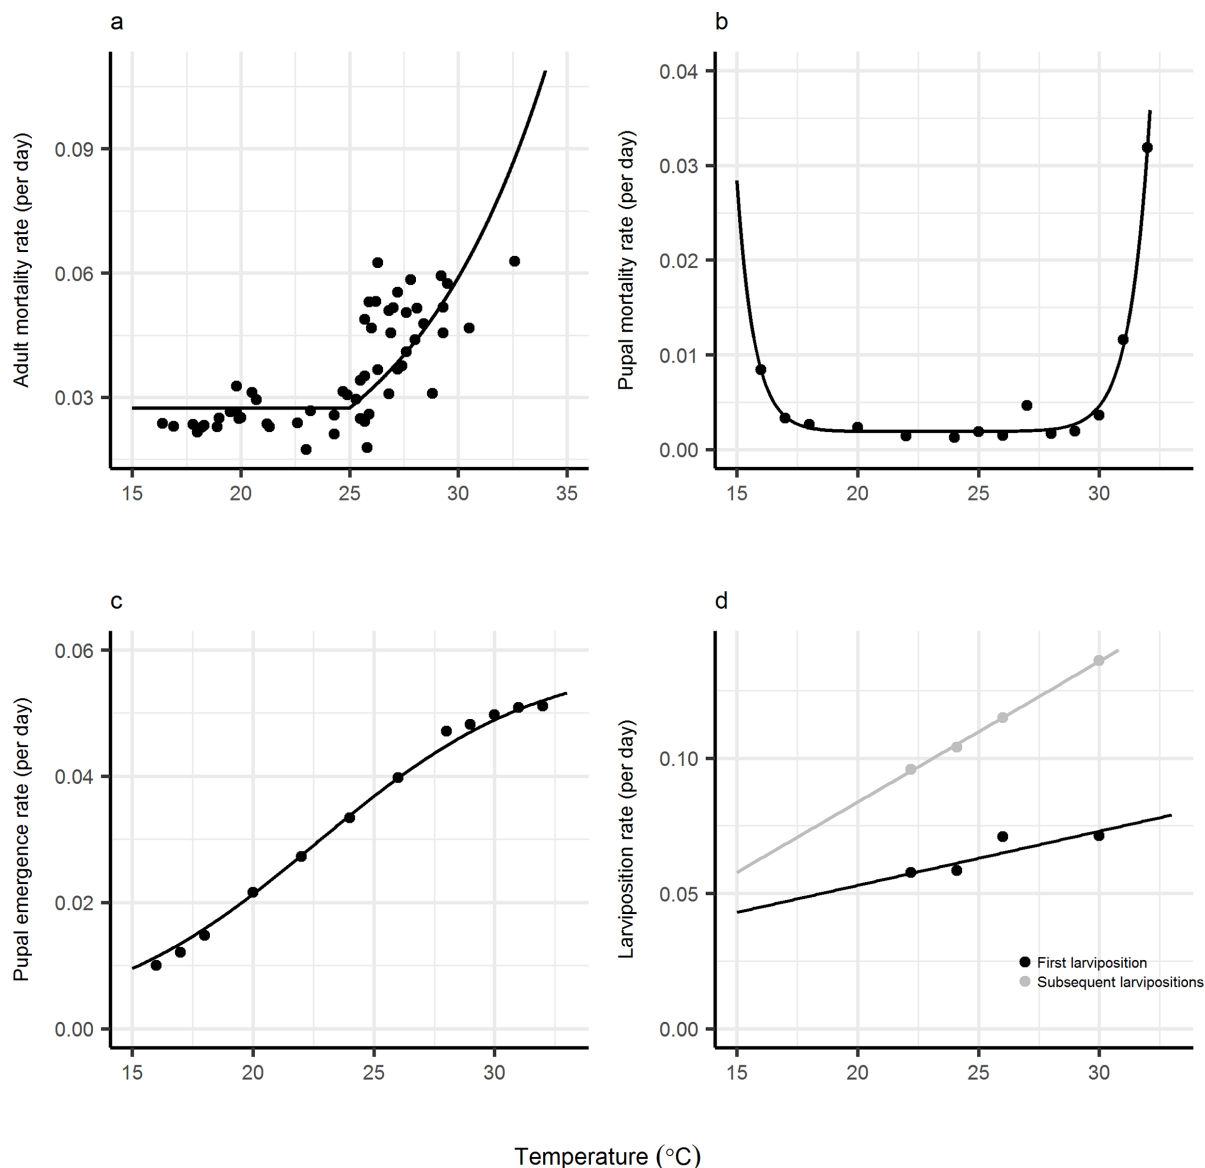 a
Adult mortality rate (per day)
0.09
0.06
0.03
15 20 25 30 35
b
Pupal mortality rate (per day)
0.04
0.03
0.02
0.01
0.00
15 20 25 30
c
Pupal emergence rate (per day)
0.06
0.04
0.02
0.00
15 20 25 30
d
Larviposition rate (per day)
0.10
0.05
0.00
First larviposition
Subsequent larvipositions
15 20 25 30
Temperature (°C)